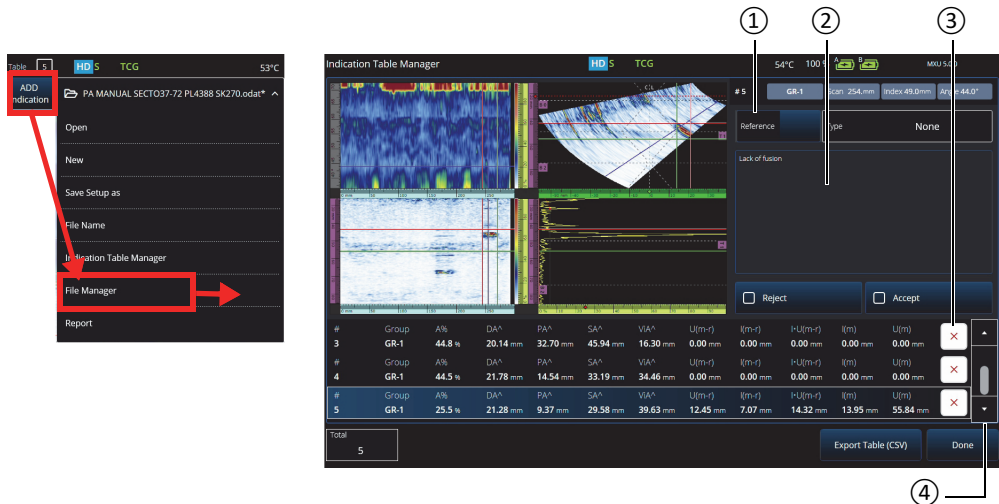 ① ② ③
Table 5 HD S TCG 53°C
ADD
Indication
PA MANUAL SECTO37-72 PL4388 SK270.odat*
Open
New
Save Setup as
File Name
Indication Table Manager
File Manager
Report
Indication Table Manager HD S TCG 54°C 100 % A B MXU 5.0.0
# 5 GR-1 Scan 254.mm Index 49.0mm Angle 44.0°
Reference Type None
Lack of fusion
Reject Accept
# Group A% DA^ PA^ SA^ ViA^ U(m-r) I(m-r) I·U(m-r) I(m) U(m)
3 GR-1 44.8 % 20.14 mm 32.70 mm 45.94 mm 16.30 mm 0.00 mm 0.00 mm 0.00 mm 0.00 mm 0.00 mm
# Group A% DA^ PA^ SA^ ViA^ U(m-r) I(m-r) I·U(m-r) I(m) U(m)
4 GR-1 44.5 % 21.78 mm 14.54 mm 33.19 mm 34.46 mm 0.00 mm 0.00 mm 0.00 mm 0.00 mm 0.00 mm
# Group A% DA^ PA^ SA^ ViA^ U(m-r) I(m-r) I·U(m-r) I(m) U(m)
5 GR-1 25.5 % 21.28 mm 9.37 mm 29.58 mm 39.63 mm 12.45 mm 7.07 mm 14.32 mm 13.95 mm 55.84 mm
Total
5
Export Table (CSV) Done
④